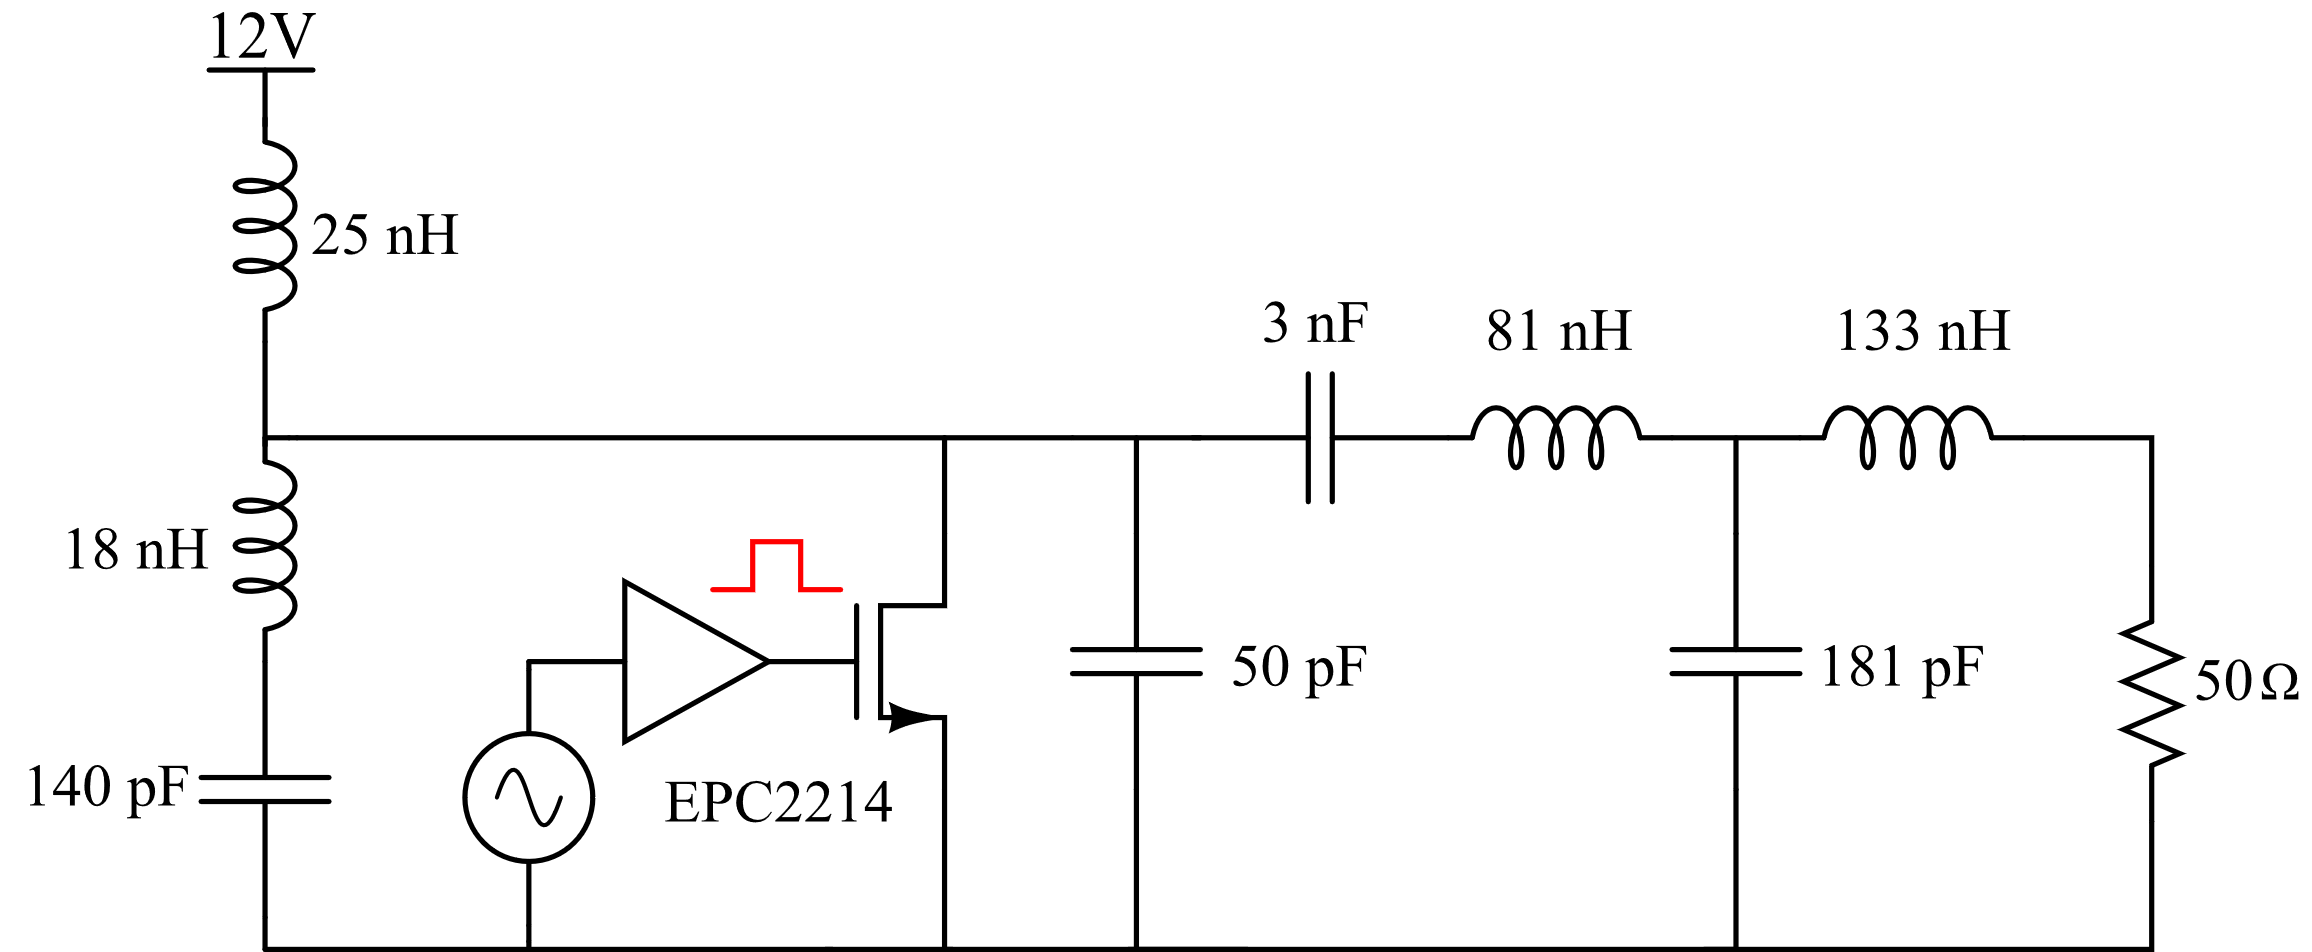 12V
25 nH
3 nF
81 nH
133 nH
18 nH
50 pF
181 pF
50Ω
140 pF
EPC2214